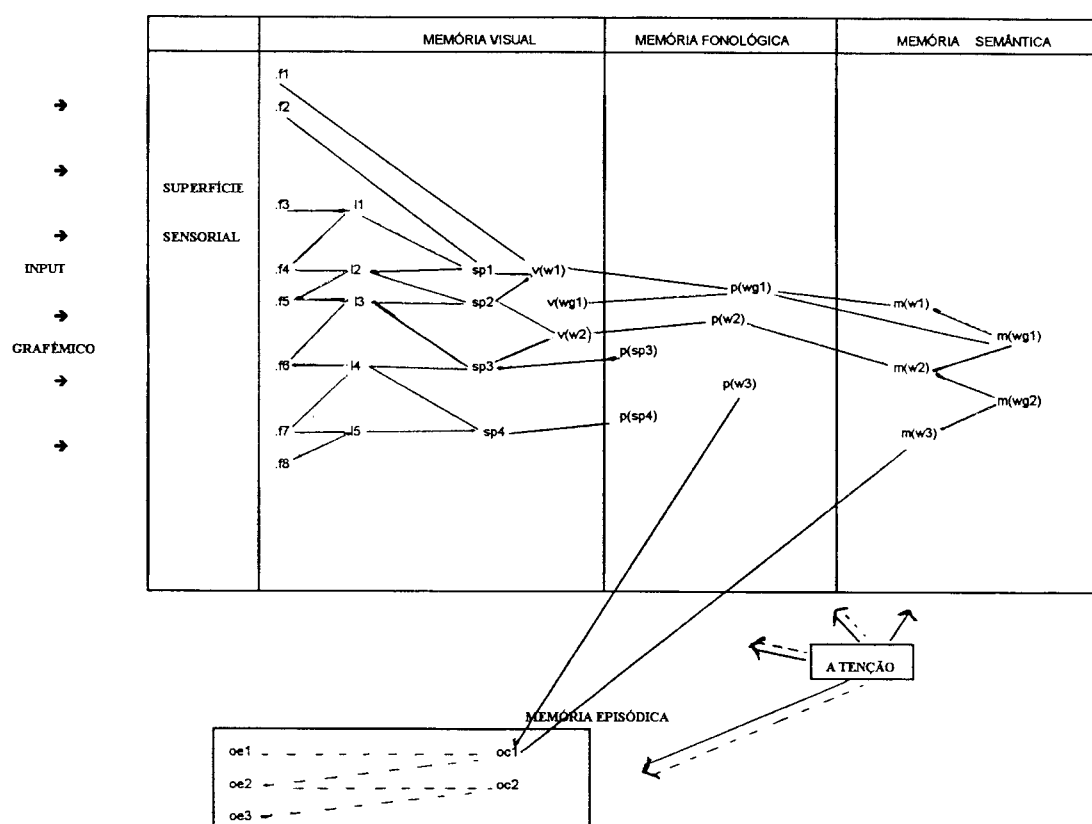 MEMÓRIA VISUAL MEMÓRIA FONOLÓGICA MEMÓRIA SEMÂNTICA
.f1
.f2
SUPERFÍCIE
.f3 l1
SENSORIAL
INPUT .f4 l2 sp1 v(w1)
p(wg1)
.f5 l3 sp2 v(wg1) m(w1)
p(w2)
v(w2) m(wg1)
GRAFÉMICO p(sp3)
.f6 l4 sp3 m(w2)
p(w3)
m(wg2)
p(sp4)
.f7 l5 sp4 m(w3)
.f8
A TENÇÃO
MEMÓRIA EPISÓDICA
oe1 oc1
oe2 oc2
oe3